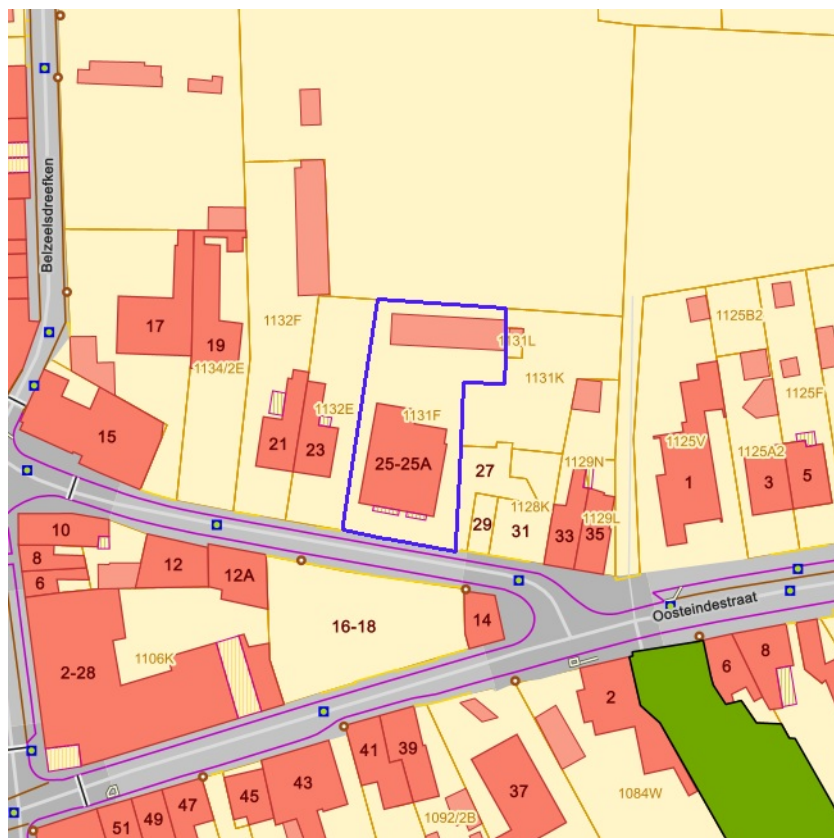 Belzeelsdreefken
1125B2
17
19
1132F
1134/2E
1131L
1131K
1125F
1132E
1131F
15
21
23
25-25A
27
1129N
1125V
1
1125A2
3
5
1128K
29
31
33
35
1129L
10
8
6
12
12A
14
Oosteindestraat
16-18
2-28
1106K
2
6
8
41
39
43
45
37
1084W
47
49
51
1092/2B